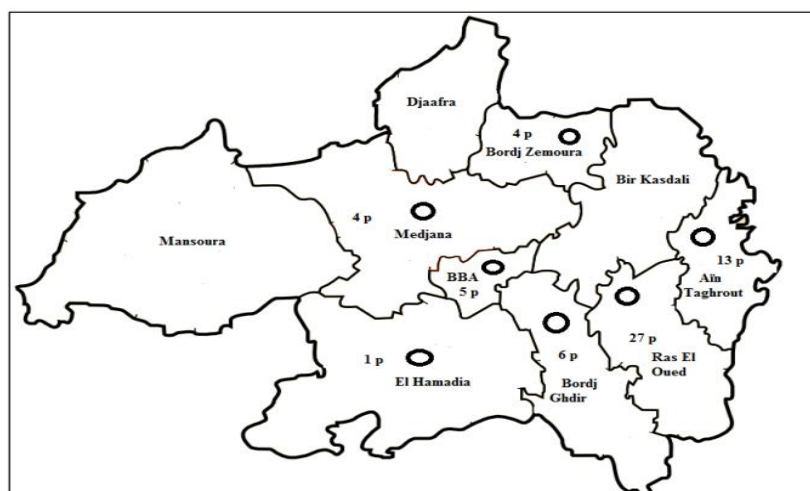 Djaafra
4 p
Bordj Zemoura
Bir Kasdali
Mansoura
4 p
Medjana
13 p
Aïn
Taghrout
BBA
5 p
27 p
Ras El
Oued
6 p
Bordj
Ghdir
1 p
El Hamadia